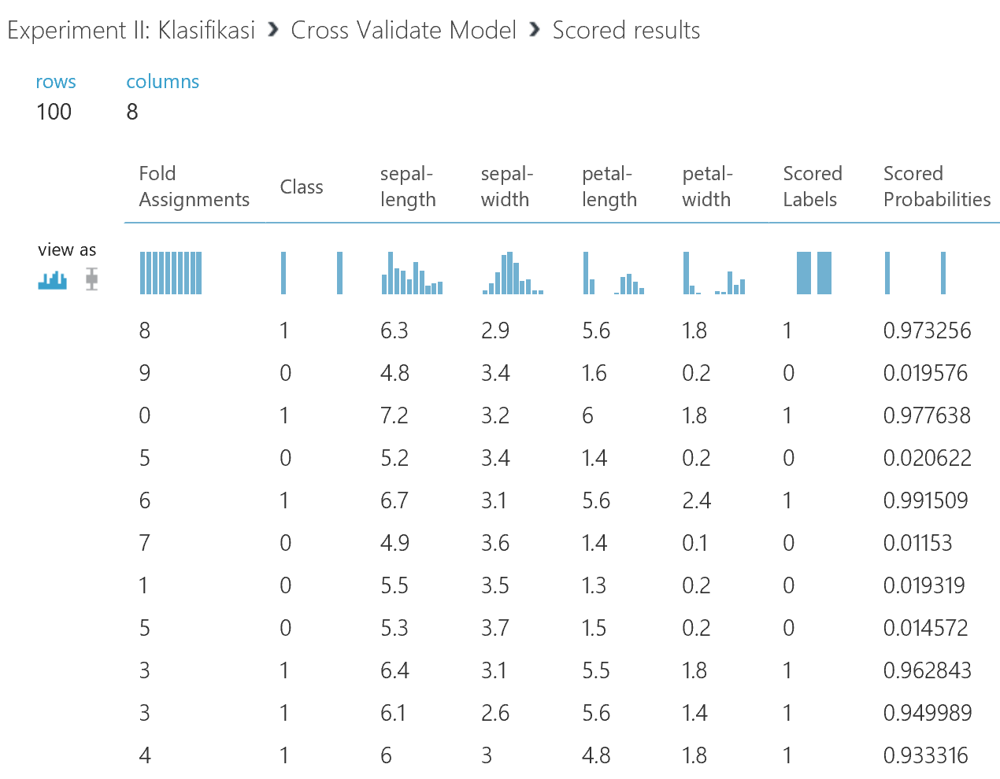 Experiment II: Klasifikasi › Cross Validate Model › Scored results
rows columns
100 8
Fold Assignments Class sepal-length sepal-width petal-length petal-width Scored Labels Scored Probabilities
view as
8 1 6.3 2.9 5.6 1.8 1 0.973256
9 0 4.8 3.4 1.6 0.2 0 0.019576
0 1 7.2 3.2 6 1.8 1 0.977638
5 0 5.2 3.4 1.4 0.2 0 0.020622
6 1 6.7 3.1 5.6 2.4 1 0.991509
7 0 4.9 3.6 1.4 0.1 0 0.01153
1 0 5.5 3.5 1.3 0.2 0 0.019319
5 0 5.3 3.7 1.5 0.2 0 0.014572
3 1 6.4 3.1 5.5 1.8 1 0.962843
3 1 6.1 2.6 5.6 1.4 1 0.949989
4 1 6 3 4.8 1.8 1 0.933316